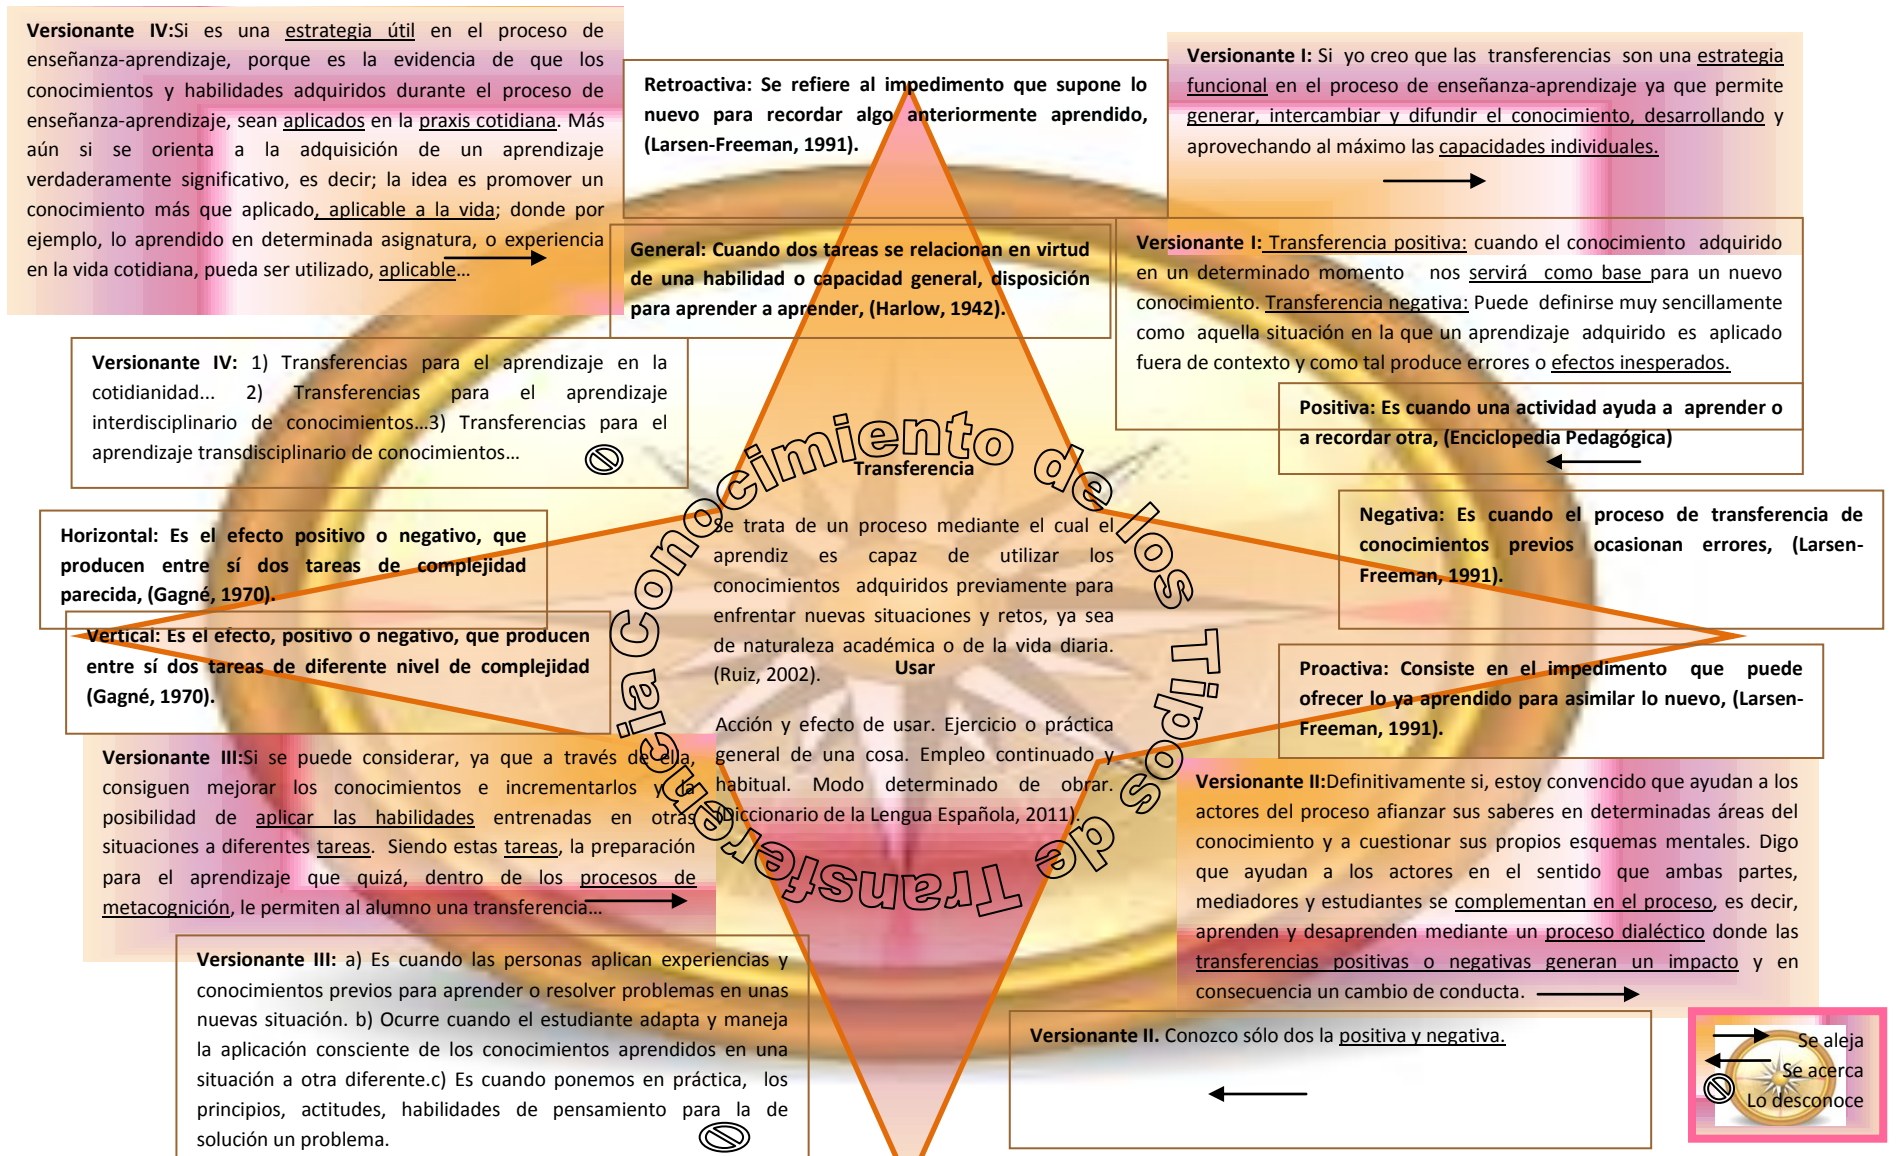 Versionante IV:Si es una estrategia útil en el proceso de
enseñanza-aprendizaje, porque es la evidencia de que los
conocimientos y habilidades adquiridos durante el proceso de
enseñanza-aprendizaje, sean aplicados en la praxis cotidiana. Más
aún si se orienta a la adquisición de un aprendizaje
verdaderamente significativo, es decir; la idea es promover un
conocimiento más que aplicado, aplicable a la vida; donde por
ejemplo, lo aprendido en determinada asignatura, o experiencia
en la vida cotidiana, pueda ser utilizado, aplicable...
Retroactiva: Se refiere al impedimento que supone lo
nuevo para recordar algo anteriormente aprendido,
(Larsen-Freeman, 1991).
Versionante I: Si yo creo que las transferencias son una estrategia
funcional en el proceso de enseñanza-aprendizaje ya que permite
generar, intercambiar y difundir el conocimiento, desarrollando y
aprovechando al máximo las capacidades individuales.
General: Cuando dos tareas se relacionan en virtud
de una habilidad o capacidad general, disposición
para aprender a aprender, (Harlow, 1942).
Versionante I: Transferencia positiva: cuando el conocimiento adquirido
en un determinado momento nos servirá como base para un nuevo
conocimiento. Transferencia negativa: Puede definirse muy sencillamente
como aquella situación en la que un aprendizaje adquirido es aplicado
fuera de contexto y como tal produce errores o efectos inesperados.
Versionante IV: 1) Transferencias para el aprendizaje en la
cotidianidad... 2) Transferencias para el aprendizaje
interdisciplinario de conocimientos...3) Transferencias para el
aprendizaje transdisciplinario de conocimientos...
Positiva: Es cuando una actividad ayuda a aprender o
a recordar otra, (Enciclopedia Pedagógica)
Conocimiento de los Tipos de Transferencia
Transferencia
Se trata de un proceso mediante el cual el
aprendiz es capaz de utilizar los
conocimientos adquiridos previamente para
enfrentar nuevas situaciones y retos, ya sea
de naturaleza académica o de la vida diaria.
(Ruiz, 2002).
Usar
Acción y efecto de usar. Ejercicio o práctica
general de una cosa. Empleo continuado y
habitual. Modo determinado de obrar.
(Diccionario de la Lengua Española, 2011).
Horizontal: Es el efecto positivo o negativo, que
producen entre sí dos tareas de complejidad
parecida, (Gagné, 1970).
Negativa: Es cuando el proceso de transferencia de
conocimientos previos ocasionan errores, (Larsen-
Freeman, 1991).
Vertical: Es el efecto, positivo o negativo, que producen
entre sí dos tareas de diferente nivel de complejidad
(Gagné, 1970).
Proactiva: Consiste en el impedimento que puede
ofrecer lo ya aprendido para asimilar lo nuevo, (Larsen-
Freeman, 1991).
Versionante III:Si se puede considerar, ya que a través de ella,
consiguen mejorar los conocimientos e incrementarlos y la
posibilidad de aplicar las habilidades entrenadas en otras
situaciones a diferentes tareas. Siendo estas tareas, la preparación
para el aprendizaje que quizá, dentro de los procesos de
metacognición, le permiten al alumno una transferencia...
Versionante II:Definitivamente si, estoy convencido que ayudan a los
actores del proceso afianzar sus saberes en determinadas áreas del
conocimiento y a cuestionar sus propios esquemas mentales. Digo
que ayudan a los actores en el sentido que ambas partes,
mediadores y estudiantes se complementan en el proceso, es decir,
aprenden y desaprenden mediante un proceso dialéctico donde las
transferencias positivas o negativas generan un impacto y en
consecuencia un cambio de conducta.
Versionante III: a) Es cuando las personas aplican experiencias y
conocimientos previos para aprender o resolver problemas en unas
nuevas situación. b) Ocurre cuando el estudiante adapta y maneja
la aplicación consciente de los conocimientos aprendidos en una
situación a otra diferente.c) Es cuando ponemos en práctica, los
principios, actitudes, habilidades de pensamiento para la de
solución un problema.
Versionante II. Conozco sólo dos la positiva y negativa.
Se aleja
Se acerca
Lo desconoce